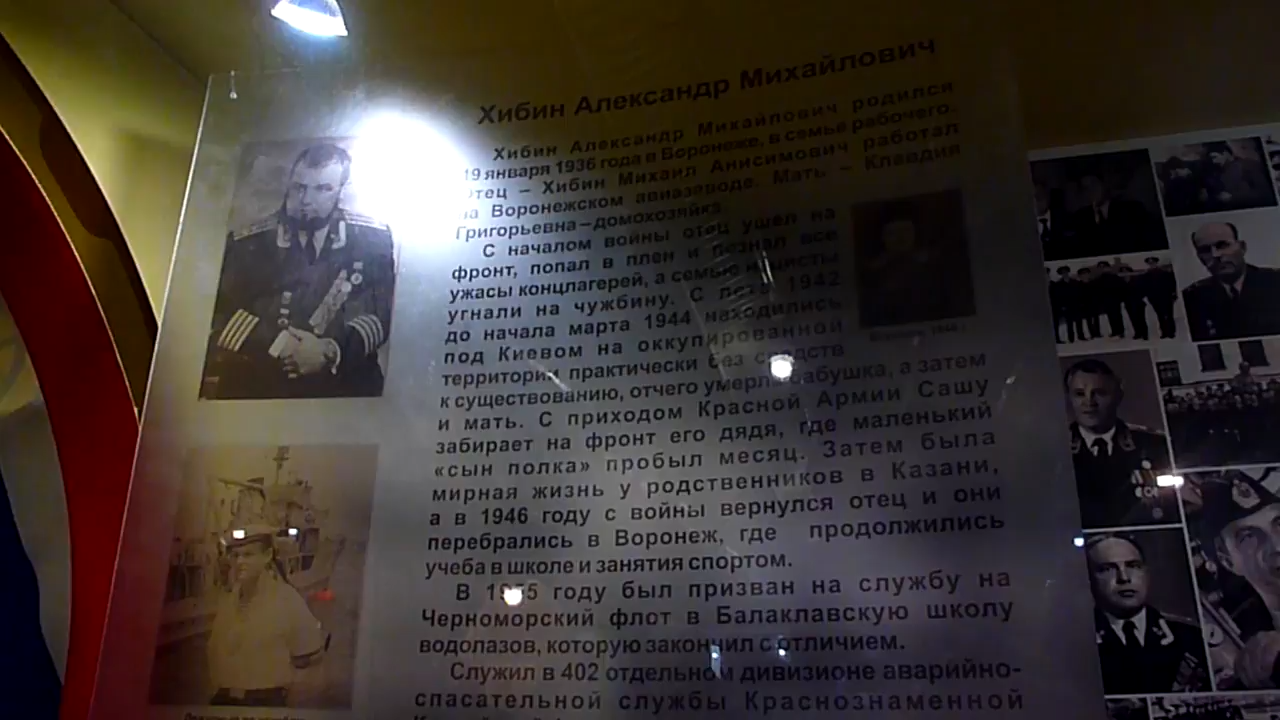 Хибин Александр Михайлович
Хибин Александр Михайлович родился
19 января 1936 года в Воронеже, в семье рабочего.
Отец – Хибин Михаил Анисимович работал
на Воронежском авиазаводе. Мать – Клавдия
Григорьевна – домохозяйка.
С началом войны отец ушел на
фронт, попал в плен и познал все
ужасы концлагерей, а семью нацисты
угнали на чужбину. С лета 1942
до начала марта 1944 находились
под Киевом на оккупированной
территории практически без средств
к существованию, отчего умерли бабушка, а затем
и мать. С приходом Красной Армии Сашу
забирает на фронт его дядя, где маленький
«сын полка» пробыл месяц. Затем была
мирная жизнь у родственников в Казани,
а в 1946 году с войны вернулся отец и они
перебрались в Воронеж, где продолжились
учеба в школе и занятия спортом.
В 1955 году был призван на службу на
Черноморский флот в Балаклавскую школу
водолазов, которую закончил с отличием.
Служил в 402 отдельном дивизионе аварийно-
спасательной службы Краснознаменной